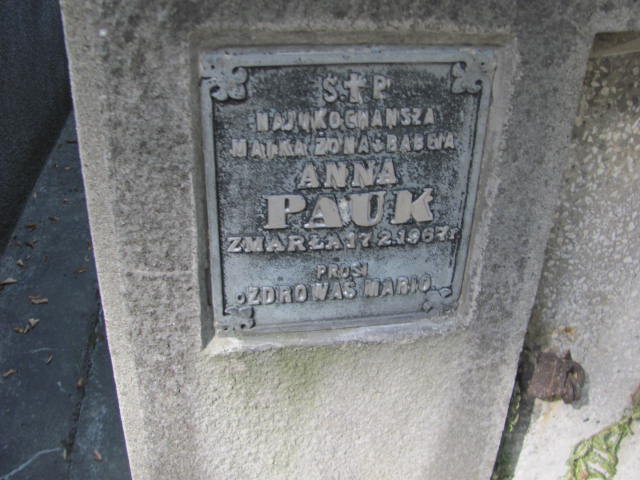 Ś.✝P.
NAJUKOCHAŃSZA
MATKA ŻONA & BABCIA
ANNA
PAUK
ZMARŁA 17.2.1967 r.
PROSI
o ZDROWAŚ MARIO